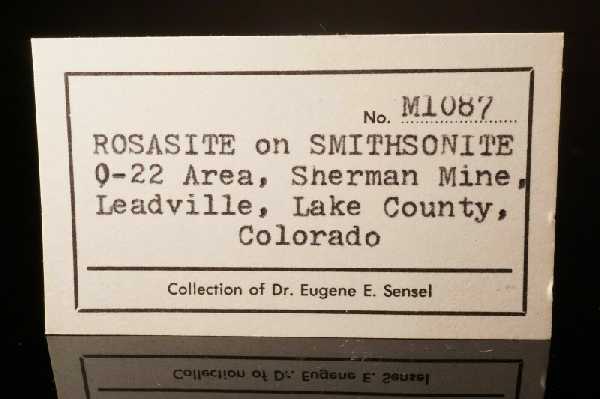 No. M1087
ROSASITE on SMITHSONITE
Q-22 Area, Sherman Mine,
Leadville, Lake County,
Colorado
Collection of Dr. Eugene E. Sensel